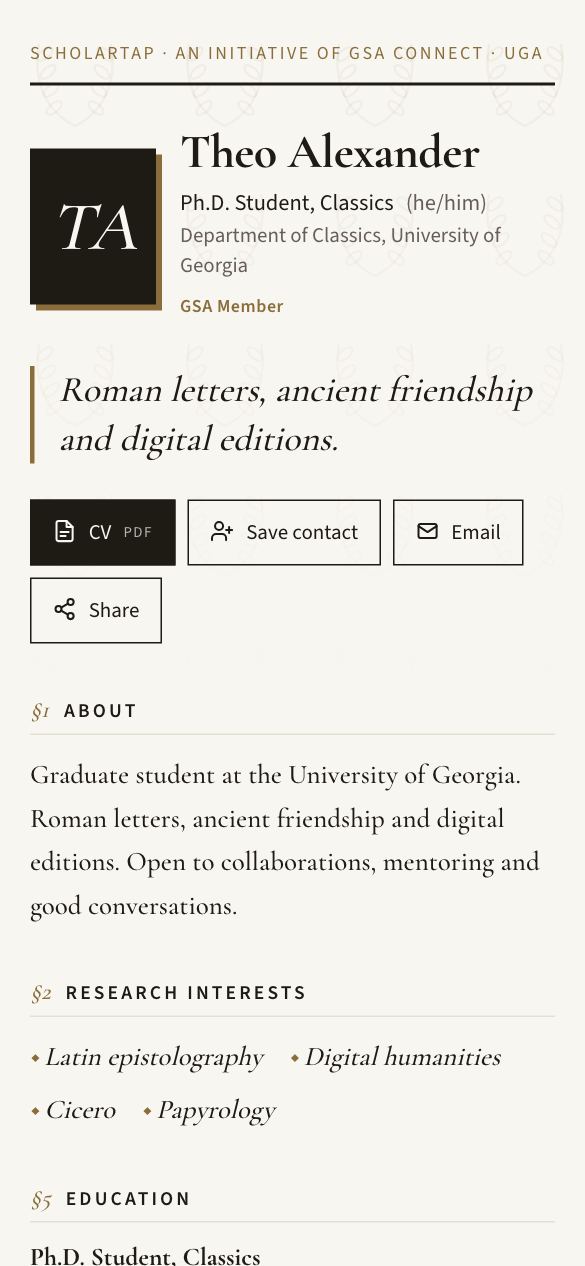 SCHOLARTAP · AN INITIATIVE OF GSA CONNECT · UGA
TA
Theo Alexander
Ph.D. Student, Classics (he/him)
Department of Classics, University of
Georgia
GSA Member
Roman letters, ancient friendship
and digital editions.
CV PDF
Save contact
Email
Share
§1 ABOUT
Graduate student at the University of Georgia.
Roman letters, ancient friendship and digital
editions. Open to collaborations, mentoring and
good conversations.
§2 RESEARCH INTERESTS
Latin epistolography
Digital humanities
Cicero
Papyrology
§5 EDUCATION
Ph.D. Student, Classics